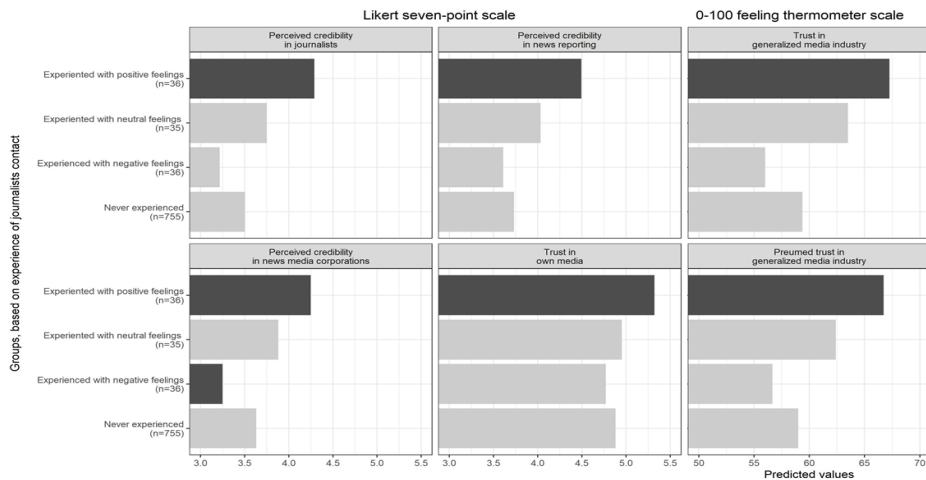 Likert seven-point scale
0-100 feeling thermometer scale
Perceived credibility
in journalists
Perceived credibility
in news reporting
Trust in
generalized media industry
Groups, based on experience of journalists contact
Experiented with positive feelings
(n=36)
Experiented with neutral feelings
(n=35)
Experienced with negative feelings
(n=36)
Never experienced
(n=755)
Perceived credibility
in news media corporations
Trust in
own media
Preumed trust in
generalized media industry
Experiented with positive feelings
(n=36)
Experiented with neutral feelings
(n=35)
Experienced with negative feelings
(n=36)
Never experienced
(n=755)
3.0 3.5 4.0 4.5 5.0 5.5
3.0 3.5 4.0 4.5 5.0 5.5
50 55 60 65 70
Predicted values